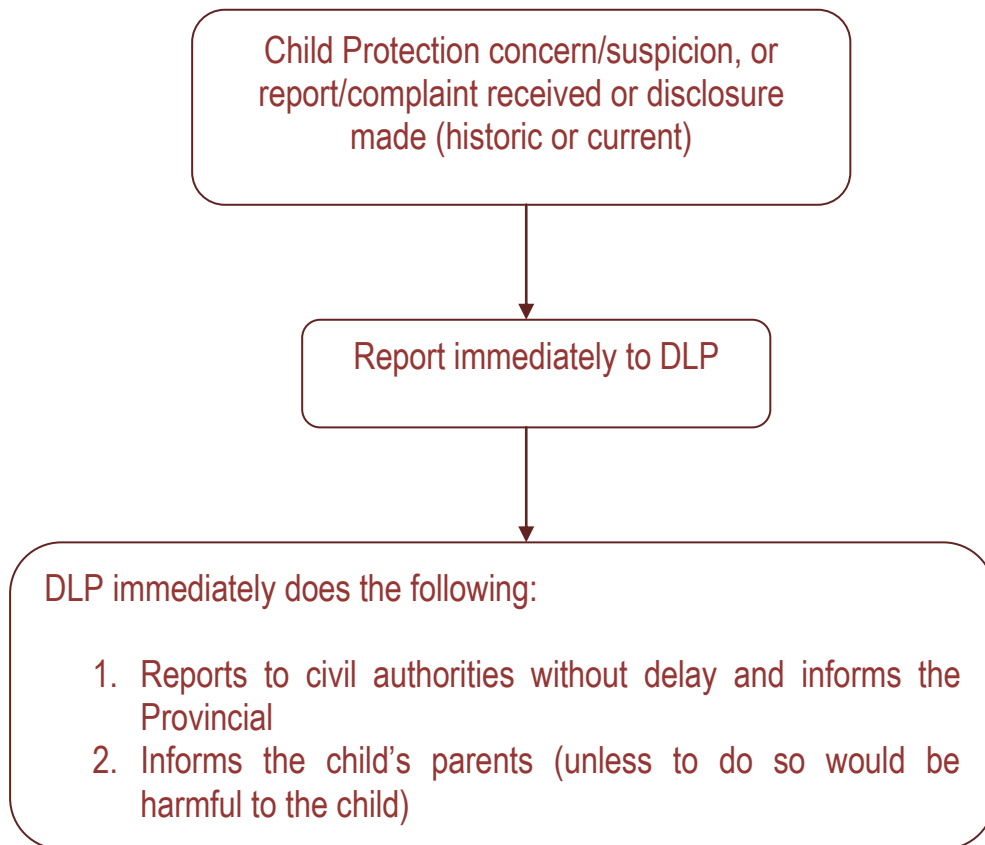 Child Protection concern/suspicion, or
report/complaint received or disclosure
made (historic or current)
Report immediately to DLP
DLP immediately does the following:
1. Reports to civil authorities without delay and informs the
Provincial
2. Informs the child’s parents (unless to do so would be
harmful to the child)